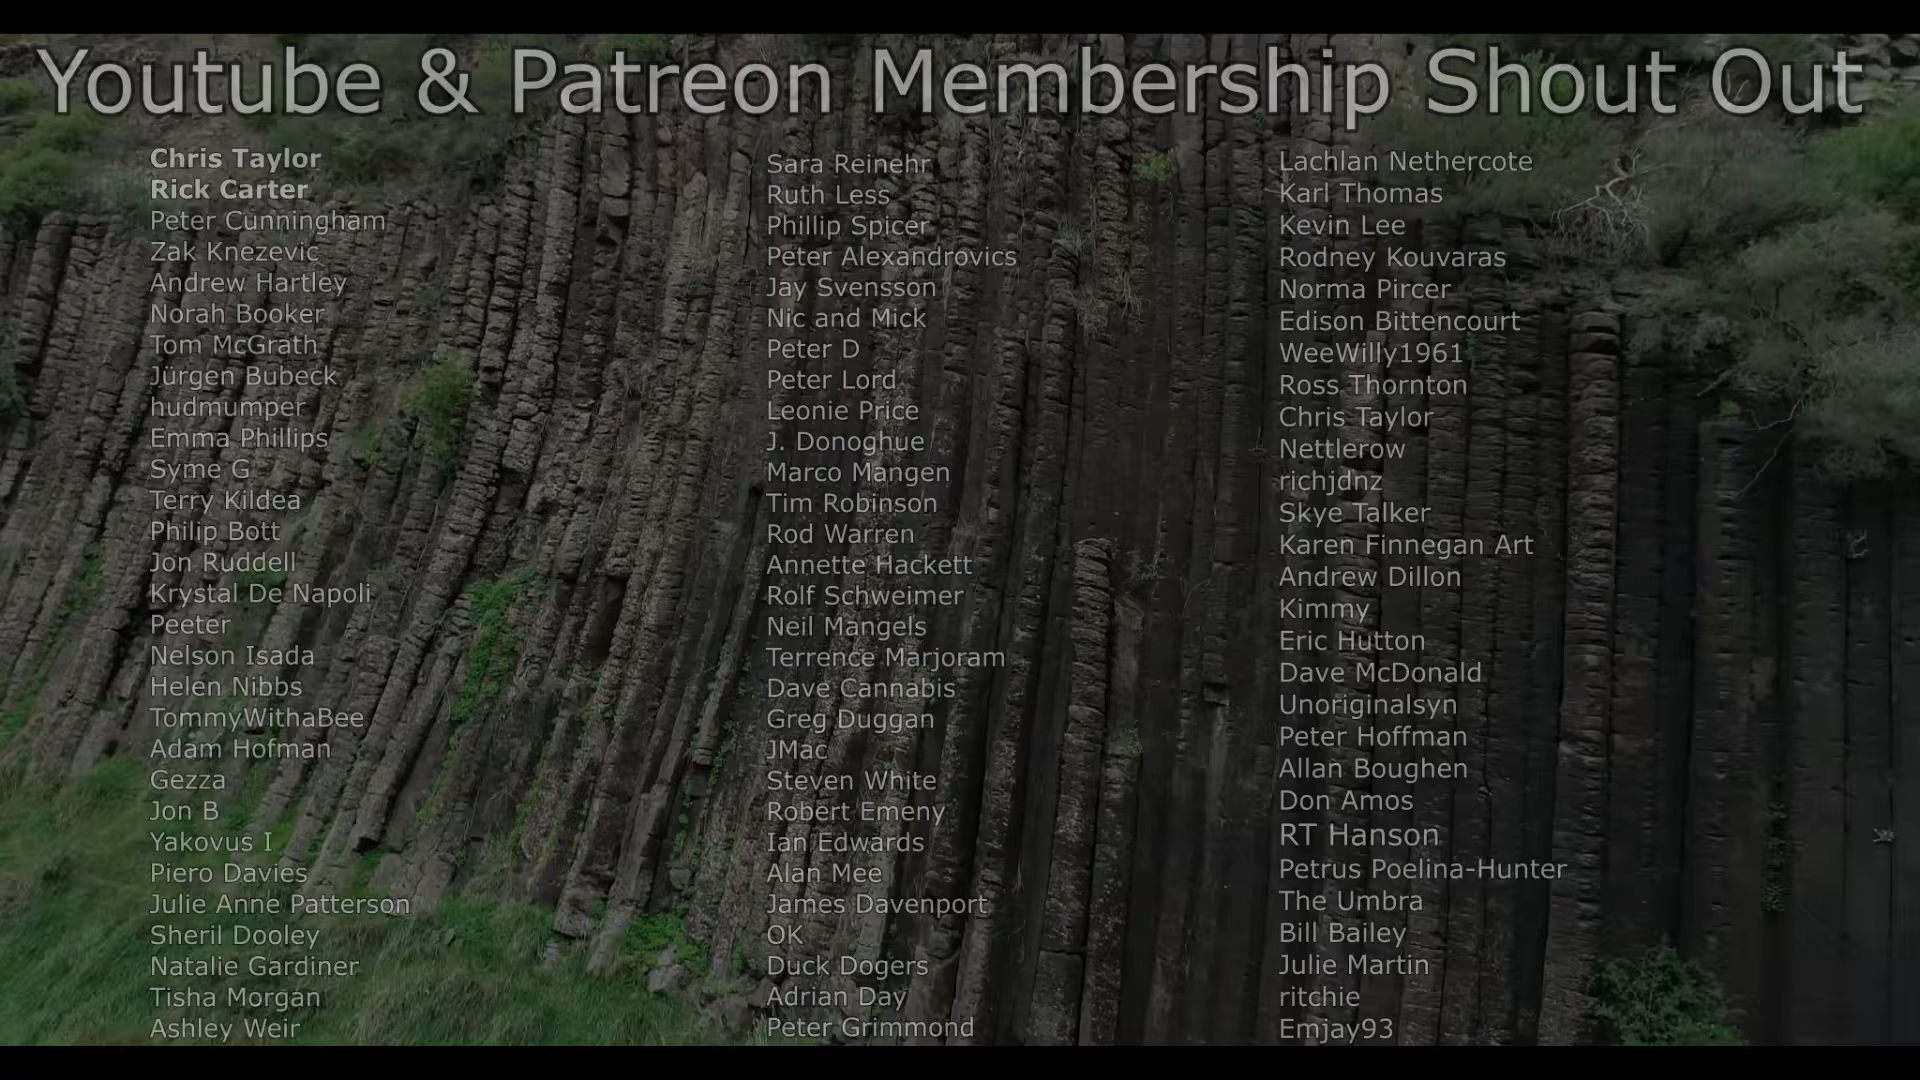 Youtube & Patreon Membership Shout Out
Chris Taylor
Rick Carter
Peter Cunningham
Zak Knezevic
Andrew Hartley
Norah Booker
Tom McGrath
Jürgen Bubeck
hudmumper
Emma Phillips
Syme G
Terry Kildea
Philip Bott
Jon Ruddell
Krystal De Napoli
Peeter
Nelson Isada
Helen Nibbs
TommyWithaBee
Adam Hofman
Gezza
Jon B
Yakovus I
Piero Davies
Julie Anne Patterson
Sheril Dooley
Natalie Gardiner
Tisha Morgan
Ashley Weir
Sara Reinehr
Ruth Less
Phillip Spicer
Peter Alexandrovics
Jay Svensson
Nic and Mick
Peter D
Peter Lord
Leonie Price
J. Donoghue
Marco Mangen
Tim Robinson
Rod Warren
Annette Hackett
Rolf Schweimer
Neil Mangels
Terrence Marjoram
Dave Cannabis
Greg Duggan
JMac
Steven White
Robert Emeny
Ian Edwards
Alan Mee
James Davenport
OK
Duck Dogers
Adrian Day
Peter Grimmond
Lachlan Nethercote
Karl Thomas
Kevin Lee
Rodney Kouvaras
Norma Pircer
Edison Bittencourt
WeeWilly1961
Ross Thornton
Chris Taylor
Nettlerow
richjdnz
Skye Talker
Karen Finnegan Art
Andrew Dillon
Kimmy
Eric Hutton
Dave McDonald
Unoriginalsyn
Peter Hoffman
Allan Boughen
Don Amos
RT Hanson
Petrus Poelina-Hunter
The Umbra
Bill Bailey
Julie Martin
ritchie
Emjay93